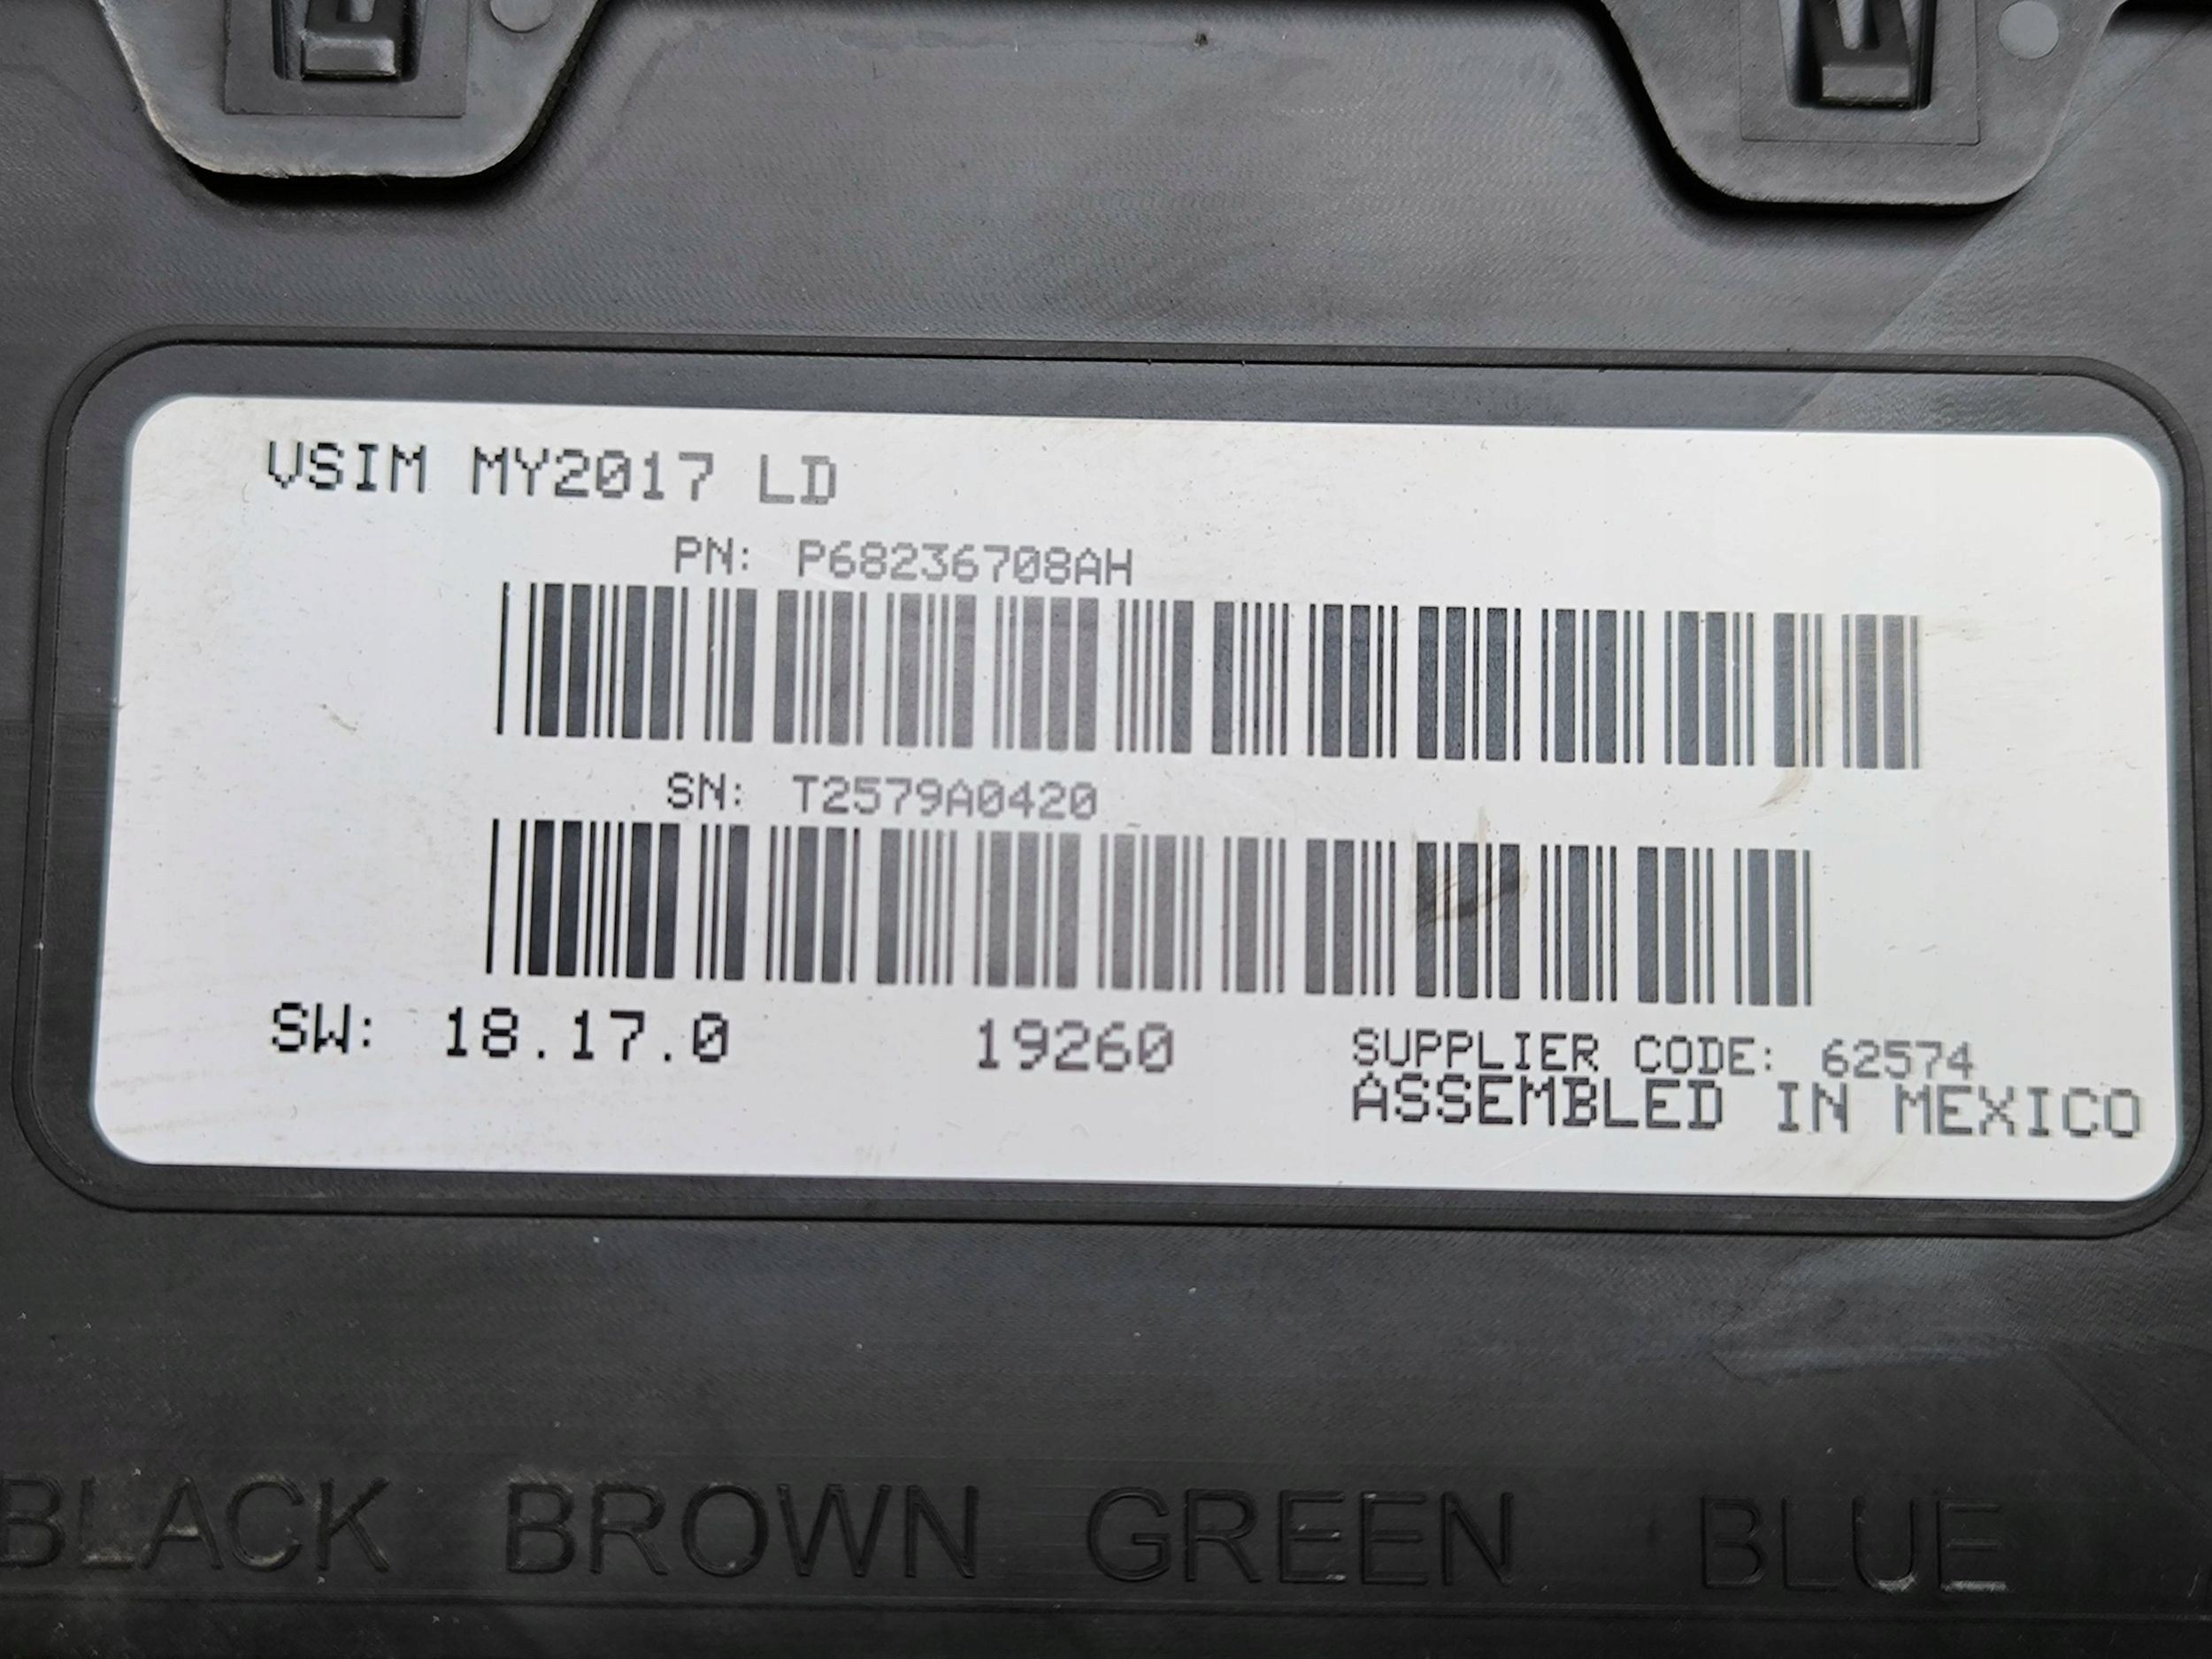 VSIM MY2017 LD
PN: P68236708AH
SN: T2579A0420
SW: 18.17.0 19260 SUPPLIER CODE: 62574
ASSEMBLED IN MEXICO
BLACK BROWN GREEN BLUE